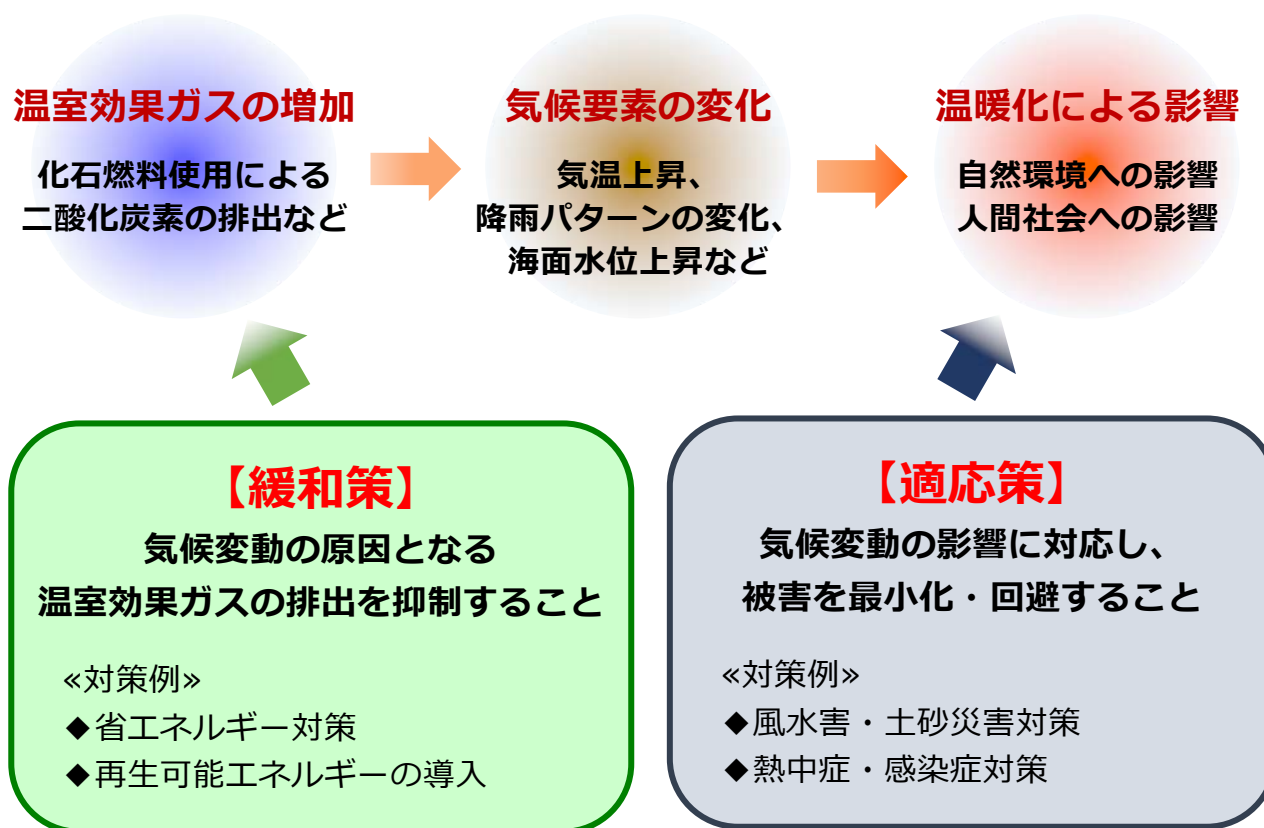 温室効果ガスの増加
化石燃料使用による
二酸化炭素の排出など
気候要素の変化
気温上昇、
降雨パターンの変化、
海面水位上昇など
温暖化による影響
自然環境への影響
人間社会への影響
【緩和策】
気候変動の原因となる
温室効果ガスの排出を抑制すること
«対策例»
◆省エネルギー対策
◆再生可能エネルギーの導入
【適応策】
気候変動の影響に対応し、
被害を最小化・回避すること
«対策例»
◆風水害・土砂災害対策
◆熱中症・感染症対策